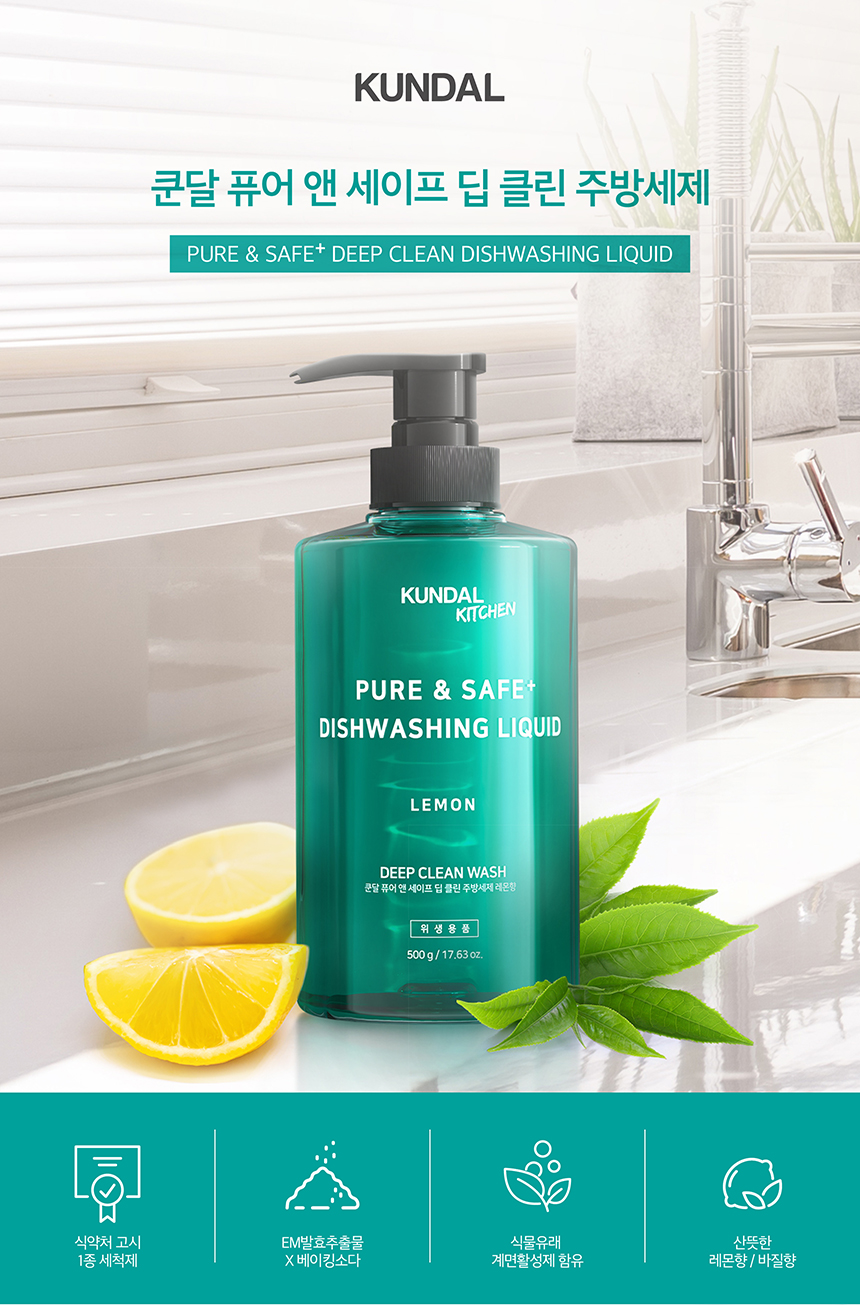 KUNDAL
쿤달 퓨어 앤 세이프 딥 클린 주방세제
PURE & SAFE⁺ DEEP CLEAN DISHWASHING LIQUID
KUNDAL
KITCHEN
PURE & SAFE⁺
DISHWASHING LIQUID
LEMON
DEEP CLEAN WASH
쿤달 퓨어 앤 세이프 딥 클린 주방세제 레몬향
위생용품
500 g / 17.63 oz.
식약처 고시
1종 세척제
EM발효추출물
X 베이킹소다
식물유래
계면활성제 함유
산뜻한
레몬향 / 바질향